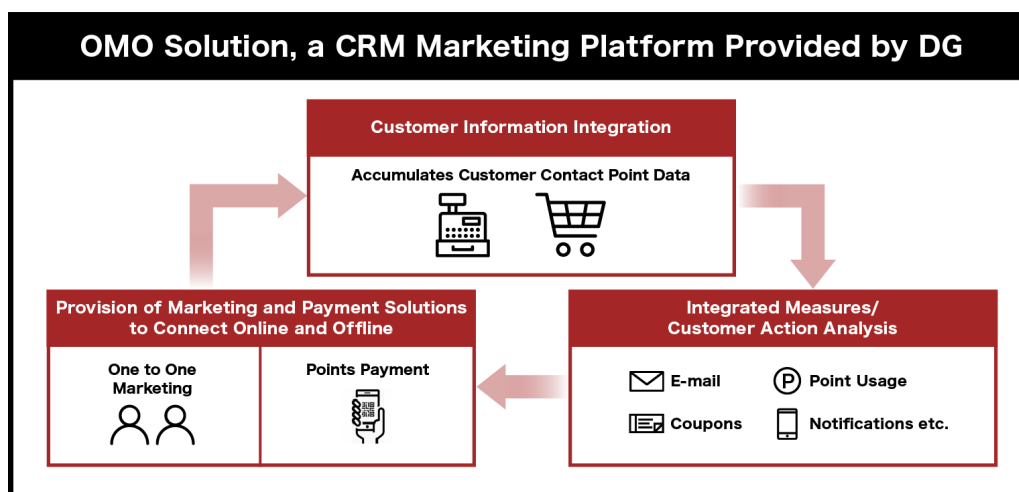 OMO Solution, a CRM Marketing Platform Provided by DG
Customer Information Integration
Accumulates Customer Contact Point Data
Provision of Marketing and Payment Solutions
to Connect Online and Offline
One to One
Marketing
Points Payment
Integrated Measures/
Customer Action Analysis
E-mail
P
Point Usage
Coupons
Notifications etc.